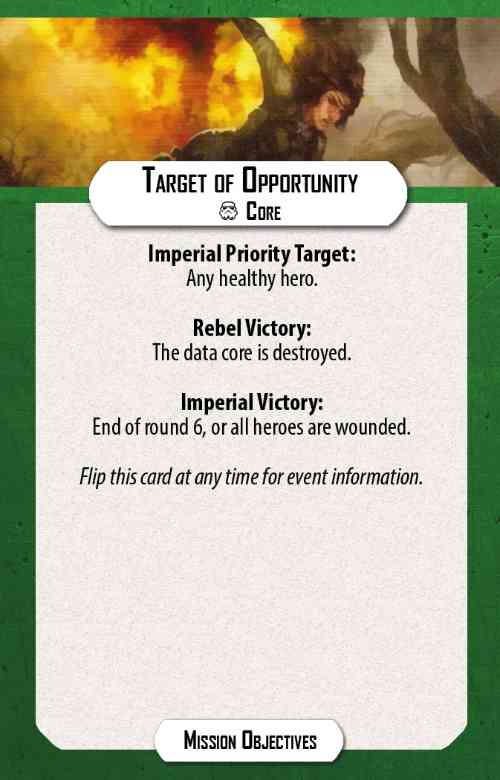 Target of Opportunity
Core
Imperial Priority Target:
Any healthy hero.
Rebel Victory:
The data core is destroyed.
Imperial Victory:
End of round 6, or all heroes are wounded.
Flip this card at any time for event information.
Mission Objectives